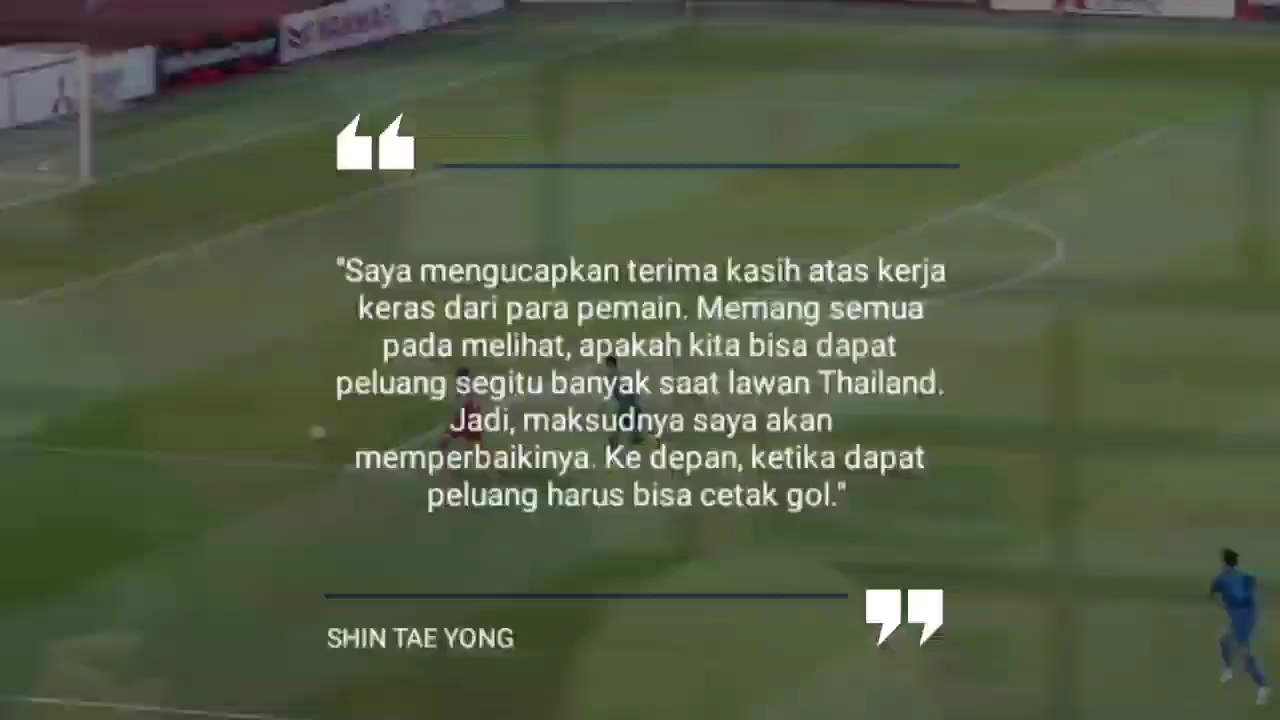 "Saya mengucapkan terima kasih atas kerja
keras dari para pemain. Memang semua
pada melihat, apakah kita bisa dapat
peluang segitu banyak saat lawan Thailand.
Jadi, maksudnya saya akan
memperbaikinya. Ke depan, ketika dapat
peluang harus bisa cetak gol."
SHIN TAE YONG